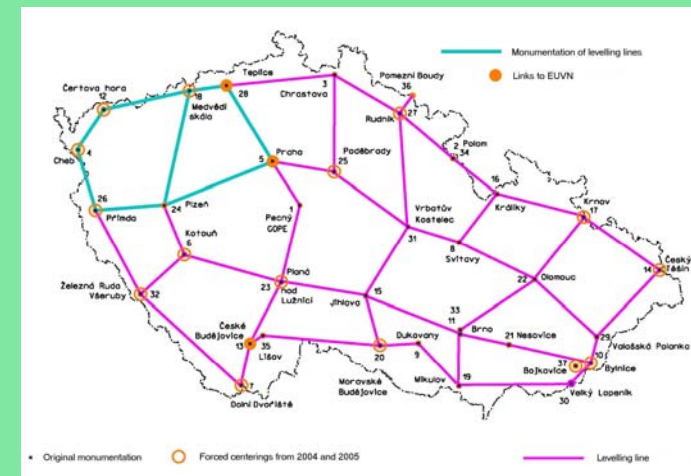 Monumentation of levelling lines
Links to EUVN
Teplice
28
Čertova hora
12
18
Medvědí
skála
3
Chrastava
Pomezní Boudy
36
Rudník
27
Cheb
4
Praha
5
Poděbrady
25
2
Polom
34
16
Králíky
Krnov
17
26
Přimda
Plzeň
24
Pecný
GOPE
1
Vrbatův
Kostelec
31
Kotouň
6
8
Svitavy
Český
Těšín
14
Železná Ruda
Všeruby
32
Planá
nad
Lužnicí
23
15
Jihlava
22
Olomouc
České
Budějovice
13
35
Lišov
20
Dukovany
9
33
11
Brno
21
Nesovice
29
Valašská Polanka
37
Bojkovice
10
Bylnice
7
Dolní Dvořiště
Moravské
Budějovice
Mikulov
19
Velký Lopeník
30
Original monumentation
Forced centerings from 2004 and 2005
Levelling line